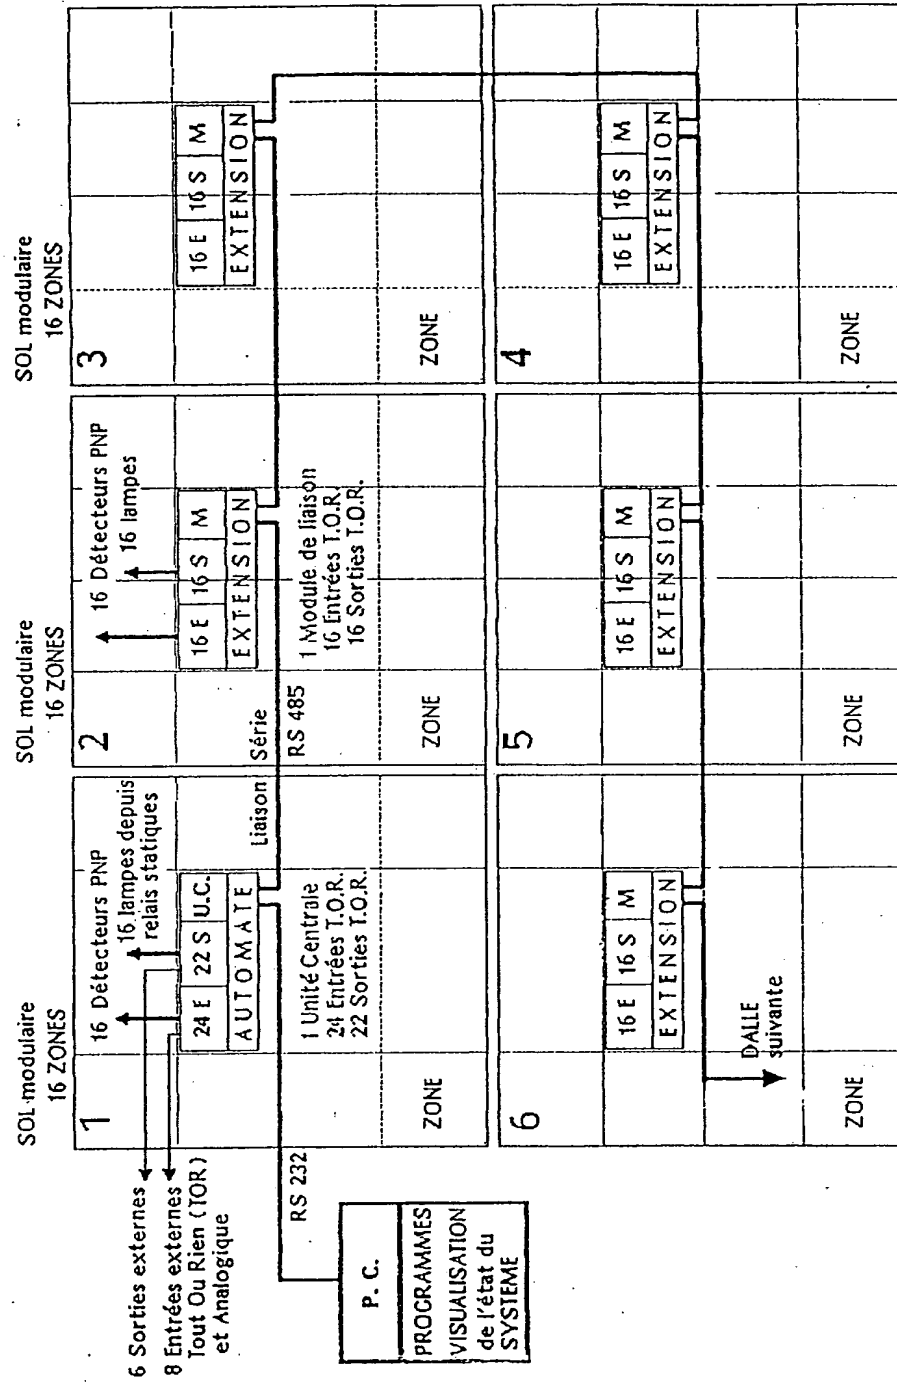 SOL modulaire
16 ZONES
SOL modulaire
16 ZONES
SOL modulaire
16 ZONES
6 Sorties externes
8 Entrées externes
Tout Ou Rien (TOR)
et Analogique
1
16 Détecteurs PNP
16 lampes depuis
relais statiques
24 E
22 S
U.C.
AUTOMATE
1 Unité Centrale
24 Entrées T.O.R.
22 Sorties T.O.R.
ZONE
Liaison
Série
RS 485
RS 232
2
16 Détecteurs PNP
16 lampes
16 E
16 S
M
EXTENSION
1 Module de liaison
16 Entrées T.O.R.
16 Sorties T.O.R.
ZONE
3
16 E
16 S
M
EXTENSION
ZONE
P. C.
PROGRAMMES
VISUALISATION
de l'état du
SYSTEME
6
16 E
16 S
M
EXTENSION
DALLE
suivante
ZONE
5
16 E
16 S
M
EXTENSION
ZONE
4
16 E
16 S
M
EXTENSION
ZONE